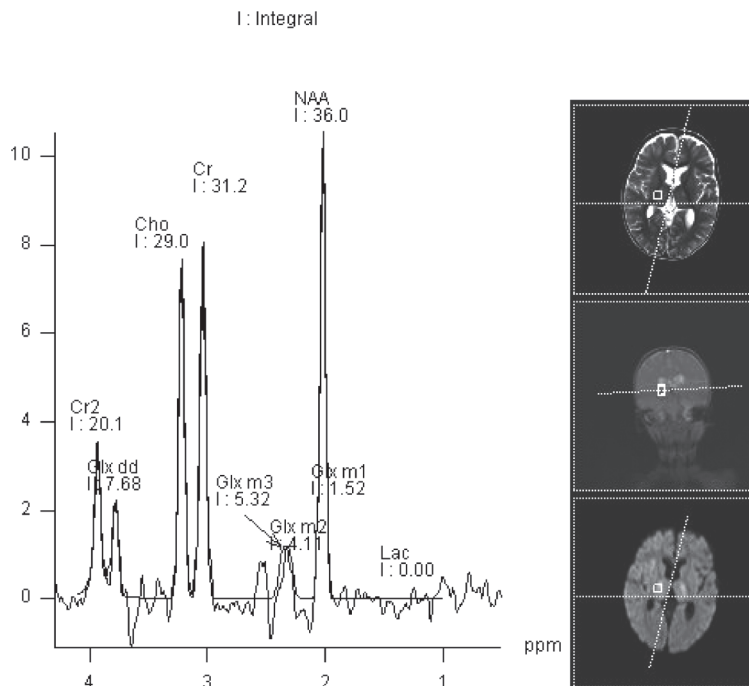 I : Integral
NAA
I : 36.0
10
Cr
I : 31.2
Cho
I : 29.0
8
6
4
Cr2
I : 20.1
Glx dd
I : 7.68
Glx m3
I : 5.32
Glx m1
I : 1.52
2
Glx m2
I : 4.11
Lac
I : 0.00
0
ppm
4
3
2
1